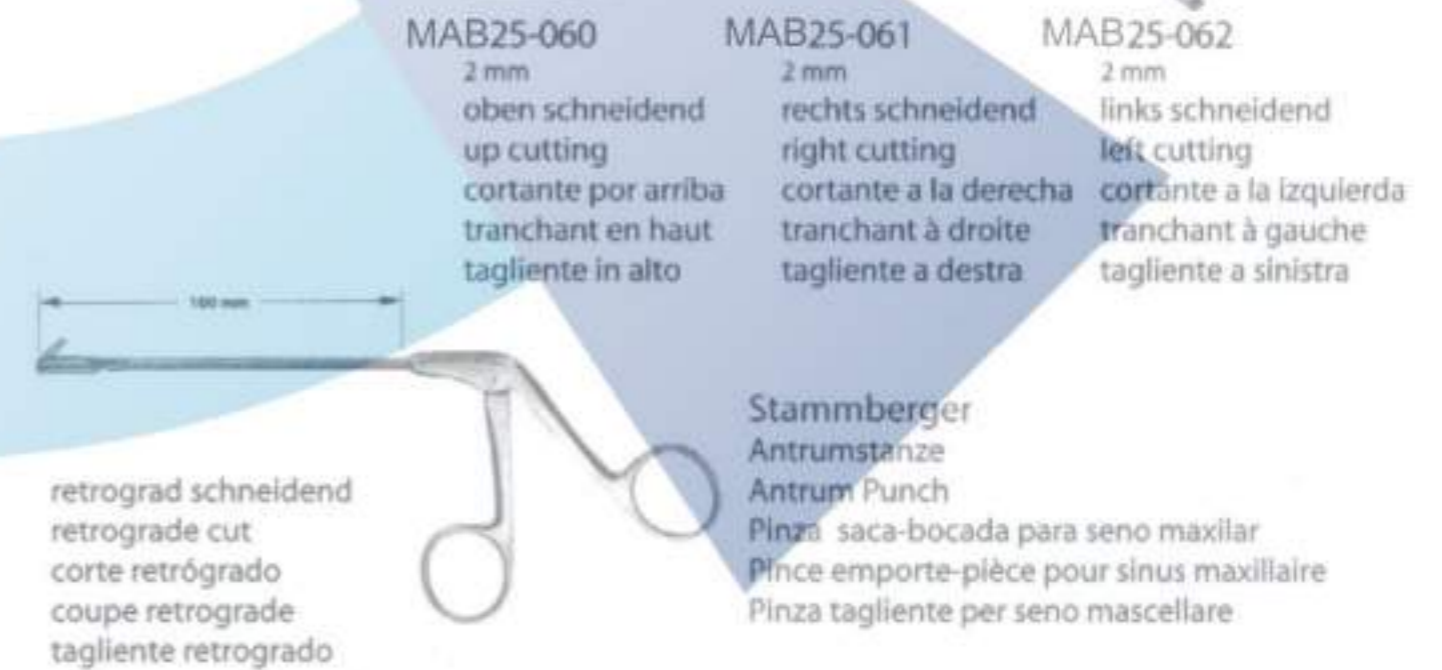 MAB25-060
2 mm
oben schneidend
up cutting
cortante por arriba
tranchant en haut
tagliente in alto
MAB25-061
2 mm
rechts schneidend
right cutting
cortante a la derecha
tranchant à droite
tagliente a destra
MAB25-062
2 mm
links schneidend
left cutting
cortante a la izquierda
tranchant à gauche
tagliente a sinistra
Stammberger
Antrumstanze
Antrum Punch
Pinza saca-bocada para seno maxilar
Pince emporte-pièce pour sinus maxillaire
Pinza tagliente per seno mascellare
retrograd schneidend
retrograde cut
corte retrógrado
coupe retrograde
tagliente retrogrado